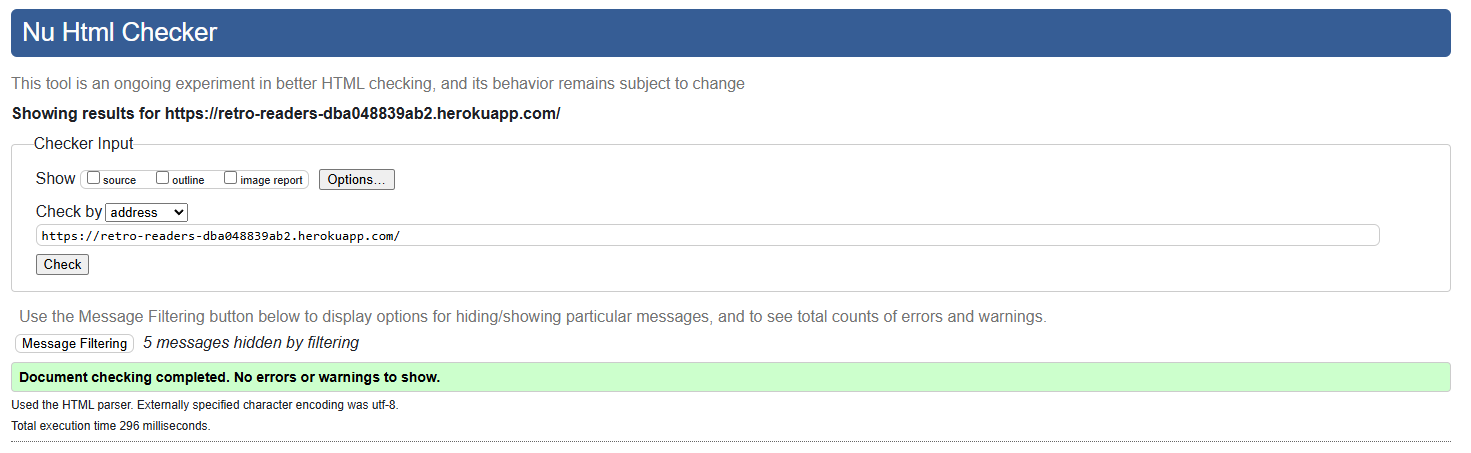 Nu Html Checker
This tool is an ongoing experiment in better HTML checking, and its behavior remains subject to change
Showing results for https://retro-readers-dba048839ab2.herokuapp.com/
Checker Input
Show source outline image report Options...
Check by address
https://retro-readers-dba048839ab2.herokuapp.com/
Check
Use the Message Filtering button below to display options for hiding/showing particular messages, and to see total counts of errors and warnings.
Message Filtering 5 messages hidden by filtering
Document checking completed. No errors or warnings to show.
Used the HTML parser. Externally specified character encoding was utf-8.
Total execution time 296 milliseconds.